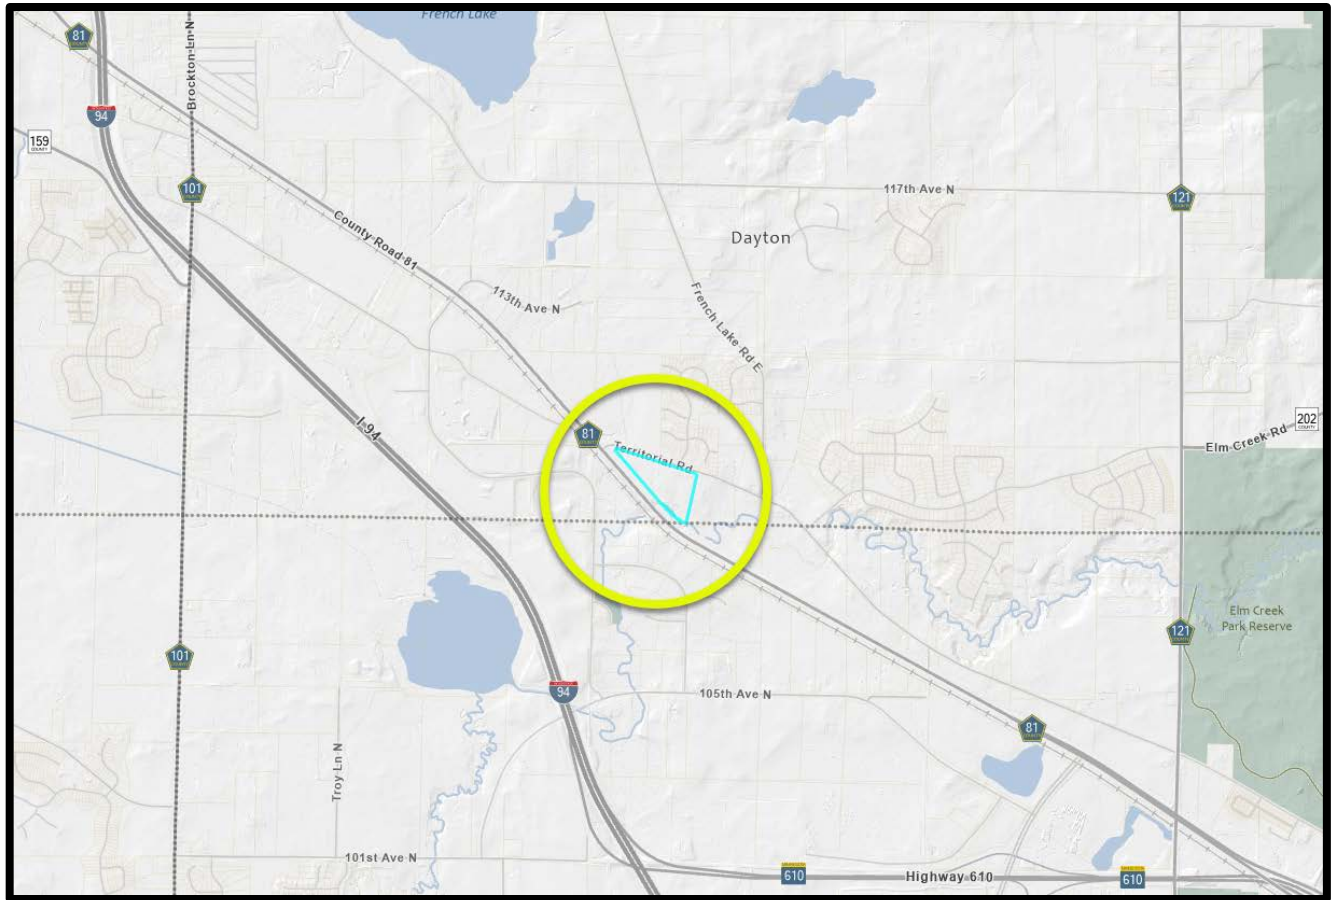 French Lake
81
Brockton Ln N
94
159
COUNTY
101
117th Ave N
121
County Road 81
Dayton
113th Ave N
French Lake Rd E
202
COUNTY
I-94
81
Territorial Rd
Elm Creek Rd
Elm Creek
Park Reserve
121
101
94
105th Ave N
81
Troy Ln N
101st Ave N
610
Highway 610
610